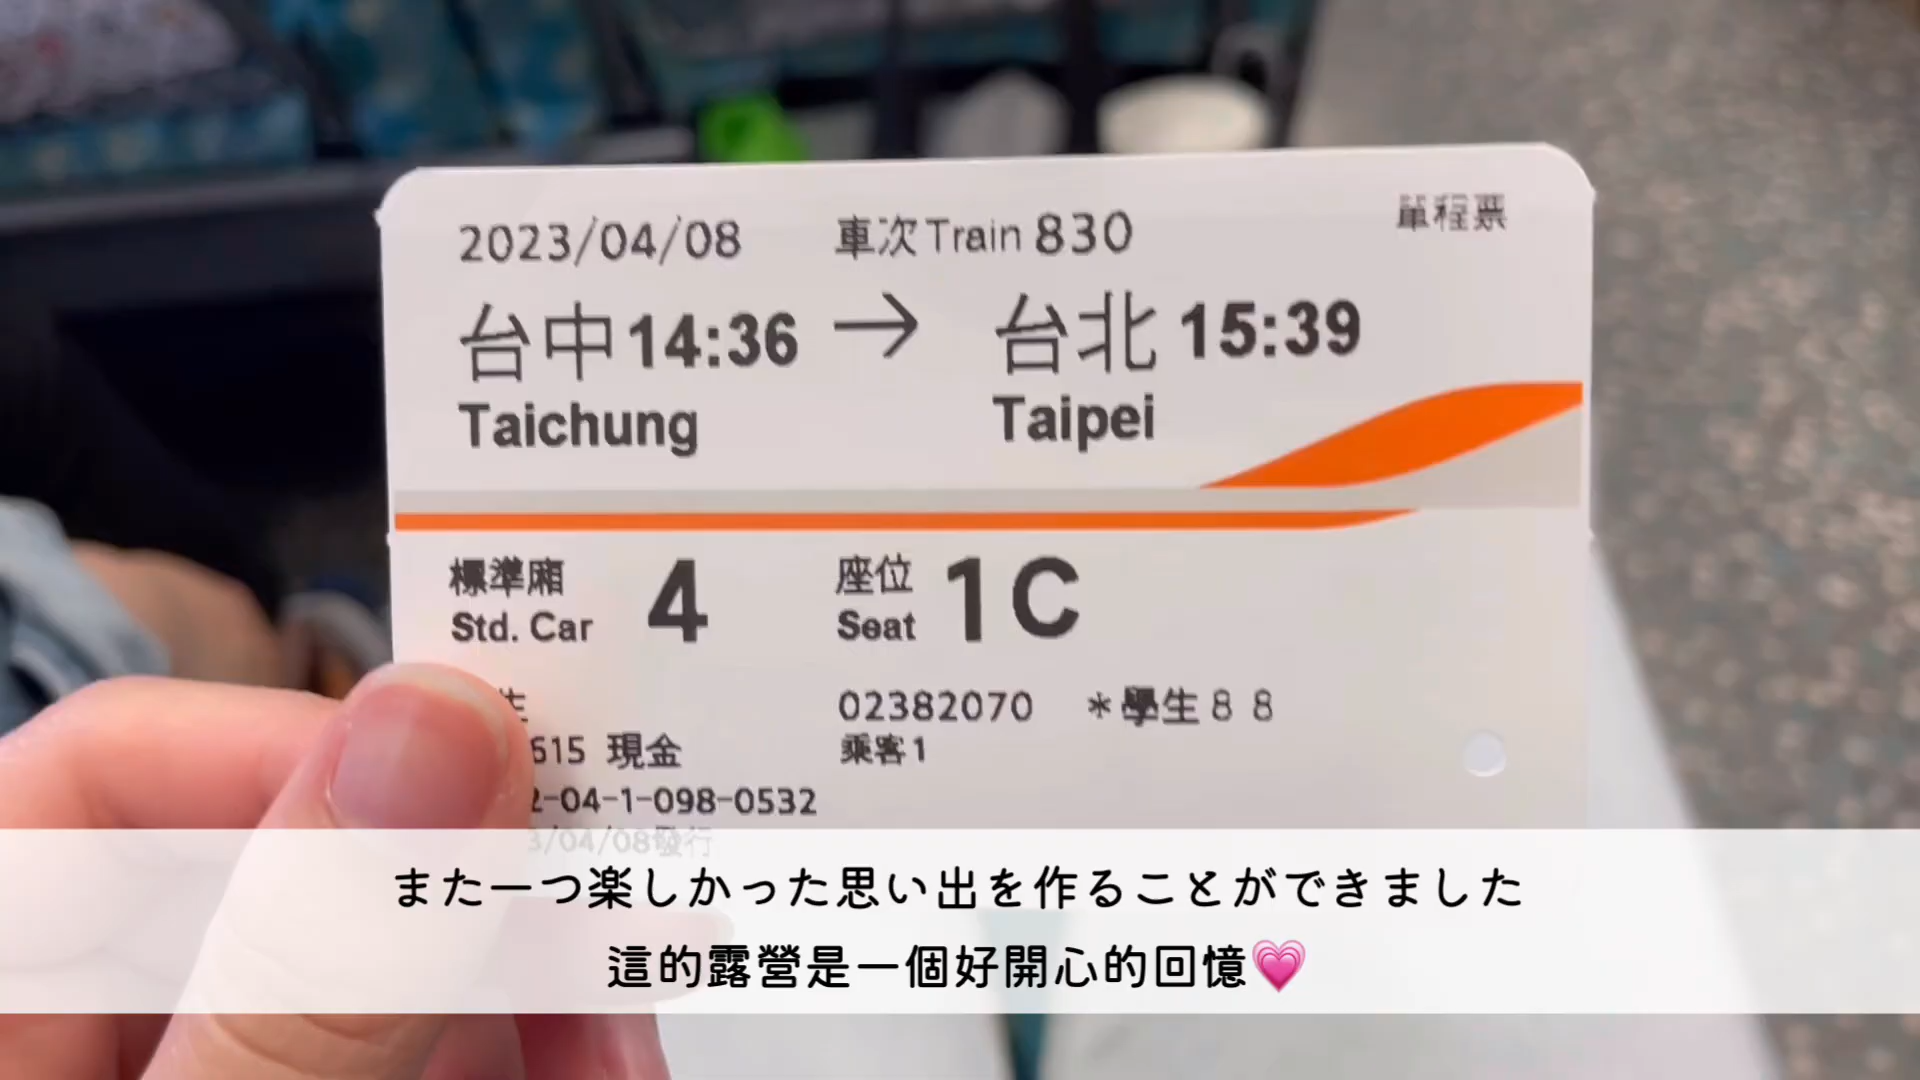 2023/04/08 車次 Train 830 單程票
台中 14:36 → 台北 15:39
Taichung Taipei
標準廂 座位
Std. Car 4 Seat 1C
生 02382070 *學生88
615 現金 乘客1
2-04-1-098-0532
3/04/08發行
また一つ楽しかった思い出を作ることができました
這的露營是一個好開心的回憶💗